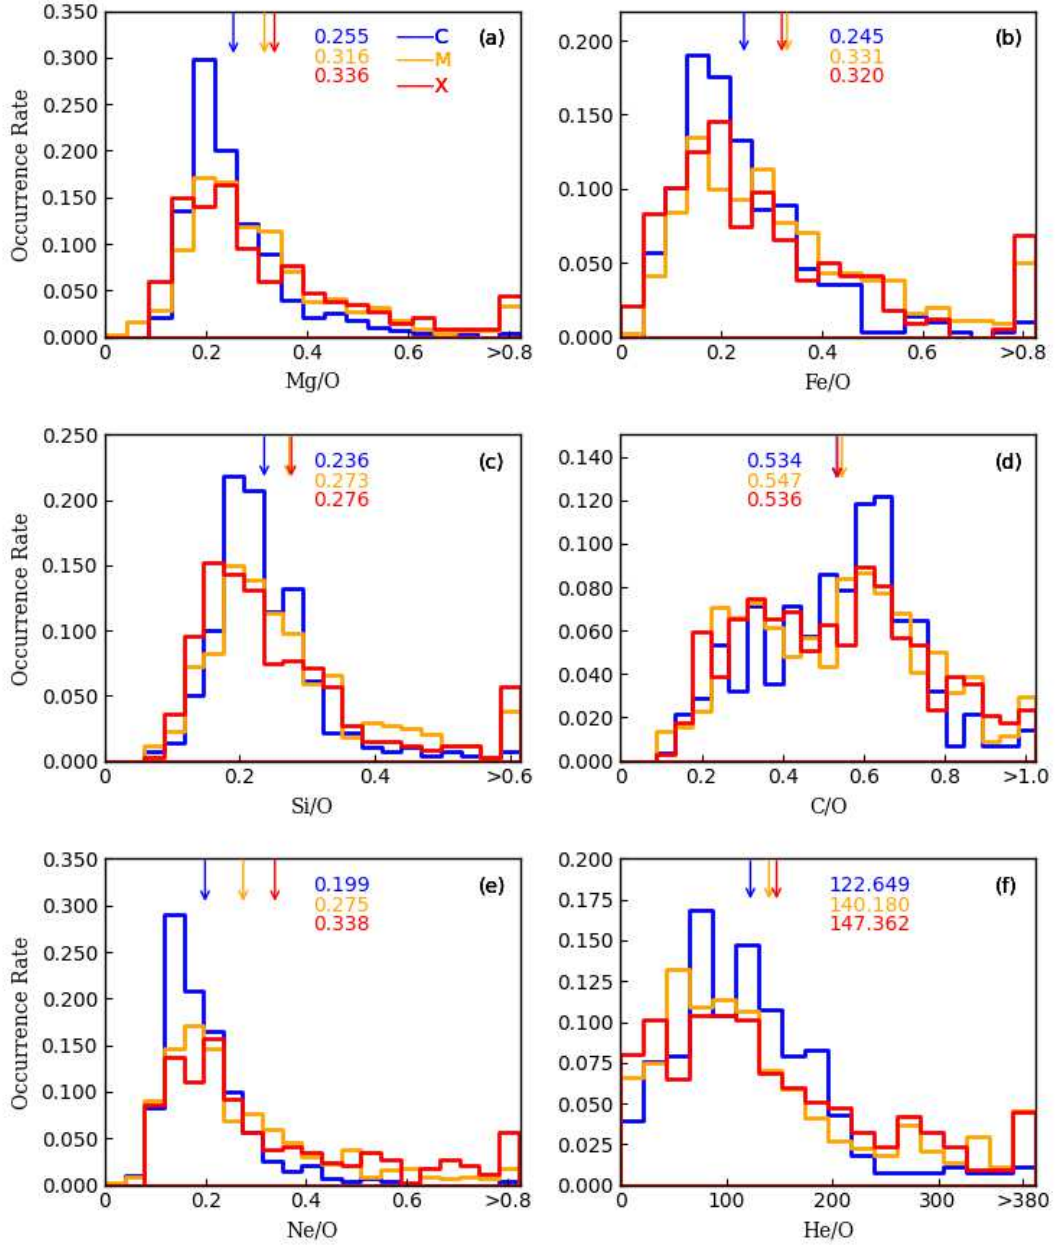 0.350
0.300
0.250
0.200
0.150
0.100
0.050
0.000
Occurrence Rate
0.255
0.316
0.336
C
M
X
(a)
0 0.2 0.4 0.6 >0.8
Mg/O
0.200
0.150
0.100
0.050
0.000
0.245
0.331
0.320
(b)
0 0.2 0.4 0.6 >0.8
Fe/O
0.250
0.200
0.150
0.100
0.050
0.000
Occurrence Rate
0.236
0.273
0.276
(c)
0 0.2 0.4 >0.6
Si/O
0.140
0.120
0.100
0.080
0.060
0.040
0.020
0.000
0.534
0.547
0.536
(d)
0 0.2 0.4 0.6 0.8 >1.0
C/O
0.350
0.300
0.250
0.200
0.150
0.100
0.050
0.000
Occurrence Rate
0.199
0.275
0.338
(e)
0 0.2 0.4 0.6 >0.8
Ne/O
0.200
0.175
0.150
0.125
0.100
0.075
0.050
0.025
0.000
122.649
140.180
147.362
(f)
0 100 200 300 >380
He/O